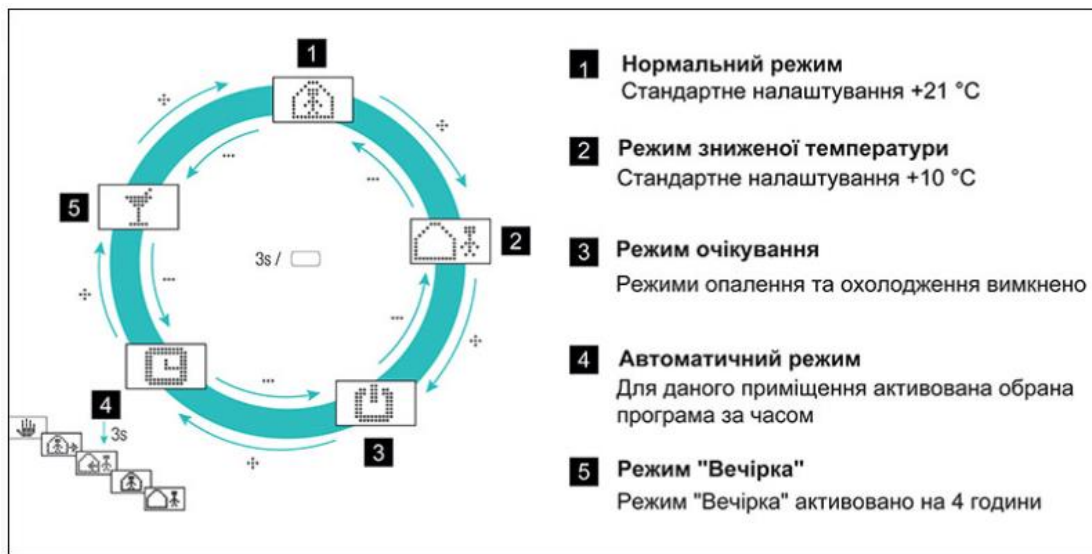 1
1 Нормальний режим
Стандартне налаштування +21 °C
2 Режим зниженої температури
Стандартне налаштування +10 °C
5
2
3s /
3 Режим очікування
Режими опалення та охолодження вимкнено
4 Автоматичний режим
Для даного приміщення активована обрана
програма за часом
4
3s
3
5 Режим "Вечірка"
Режим "Вечірка" активовано на 4 години